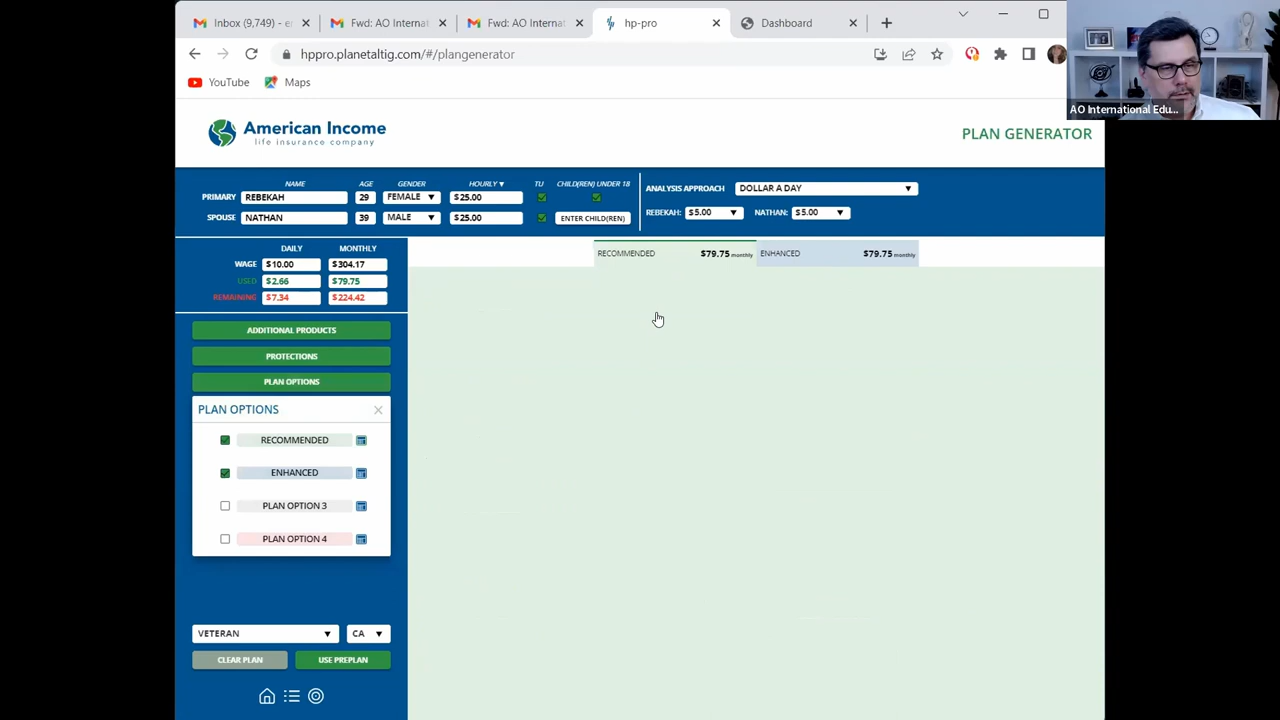 Inbox (9,749) - e
Fwd: AO Internat
Fwd: AO Internat
hp-pro
Dashboard
hppro.planetaltig.com/#/plangenerator
YouTube
Maps
AO International Edu...
American Income
life insurance company
PLAN GENERATOR
NAME
AGE
GENDER
HOURLY
TU
CHILD(REN) UNDER 18
PRIMARY
REBEKAH
29
FEMALE
$25.00
SPOUSE
NATHAN
39
MALE
$25.00
ENTER CHILD(REN)
ANALYSIS APPROACH
DOLLAR A DAY
REBEKAH:
$5.00
NATHAN:
$5.00
DAILY
MONTHLY
WAGE
$10.00
$304.17
USED
$2.66
$79.75
REMAINING
$7.34
$224.42
RECOMMENDED
$79.75 monthly
ENHANCED
$79.75 monthly
ADDITIONAL PRODUCTS
PROTECTIONS
PLAN OPTIONS
PLAN OPTIONS
RECOMMENDED
ENHANCED
PLAN OPTION 3
PLAN OPTION 4
VETERAN
CA
CLEAR PLAN
USE PREPLAN